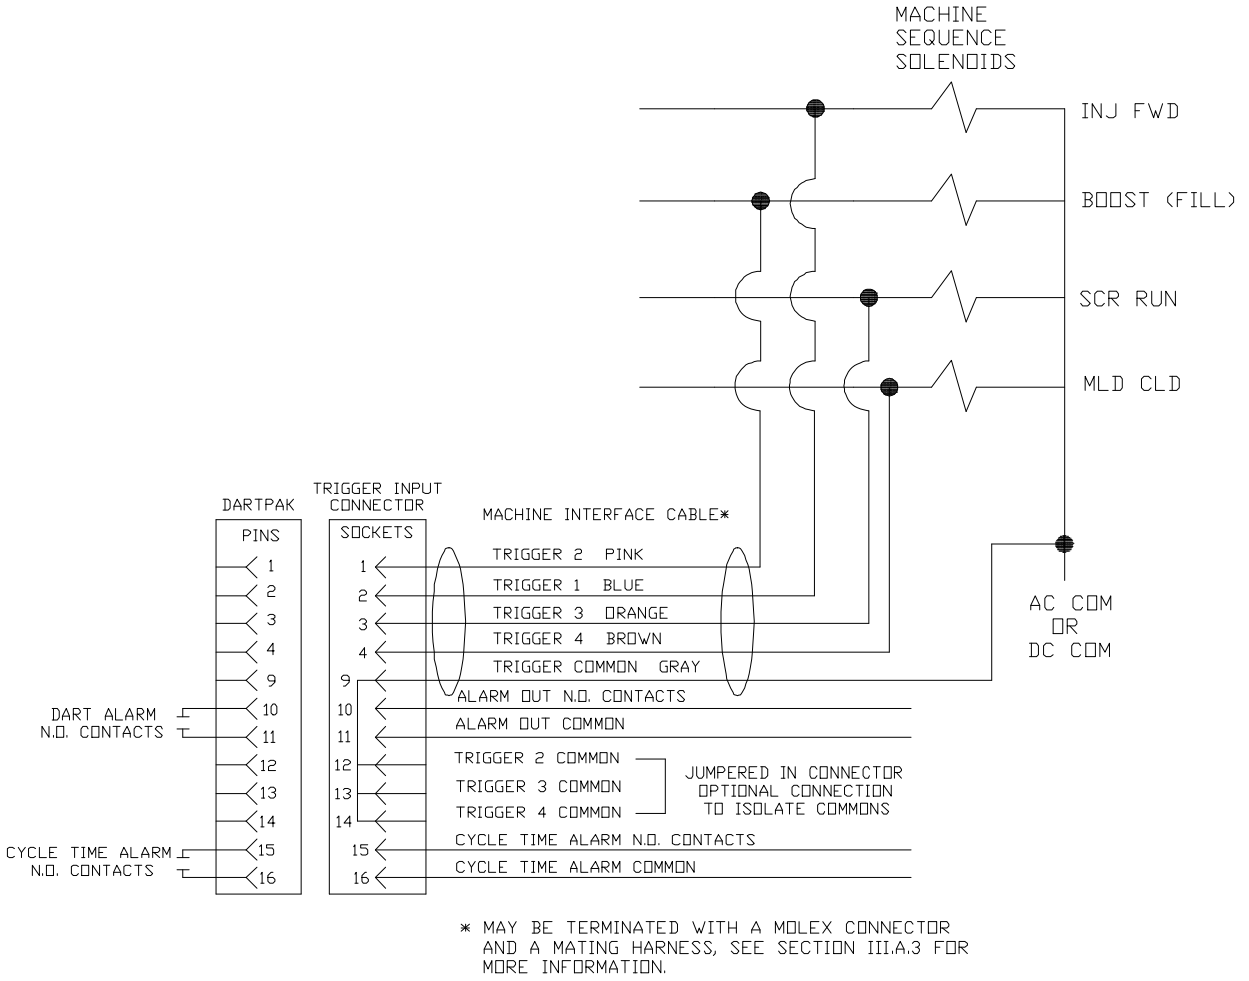 MACHINE
SEQUENCE
SOLENOIDS
INJ FWD
BOOST (FILL)
SCR RUN
MLD CLD
AC COM
OR
DC COM
DARTPAK
PINS
1
2
3
4
9
10
11
12
13
14
15
16
DART ALARM
N.O. CONTACTS
CYCLE TIME ALARM
N.O. CONTACTS
TRIGGER INPUT
CONNECTOR
SOCKETS
1
2
3
4
9
10
11
12
13
14
15
16
MACHINE INTERFACE CABLE*
TRIGGER 2 PINK
TRIGGER 1 BLUE
TRIGGER 3 ORANGE
TRIGGER 4 BROWN
TRIGGER COMMON GRAY
ALARM OUT N.O. CONTACTS
ALARM OUT COMMON
TRIGGER 2 COMMON
TRIGGER 3 COMMON
TRIGGER 4 COMMON
JUMPERED IN CONNECTOR
OPTIONAL CONNECTION
TO ISOLATE COMMONS
CYCLE TIME ALARM N.O. CONTACTS
CYCLE TIME ALARM COMMON
* MAY BE TERMINATED WITH A MOLEX CONNECTOR
AND A MATING HARNESS, SEE SECTION III.A.3 FOR
MORE INFORMATION.